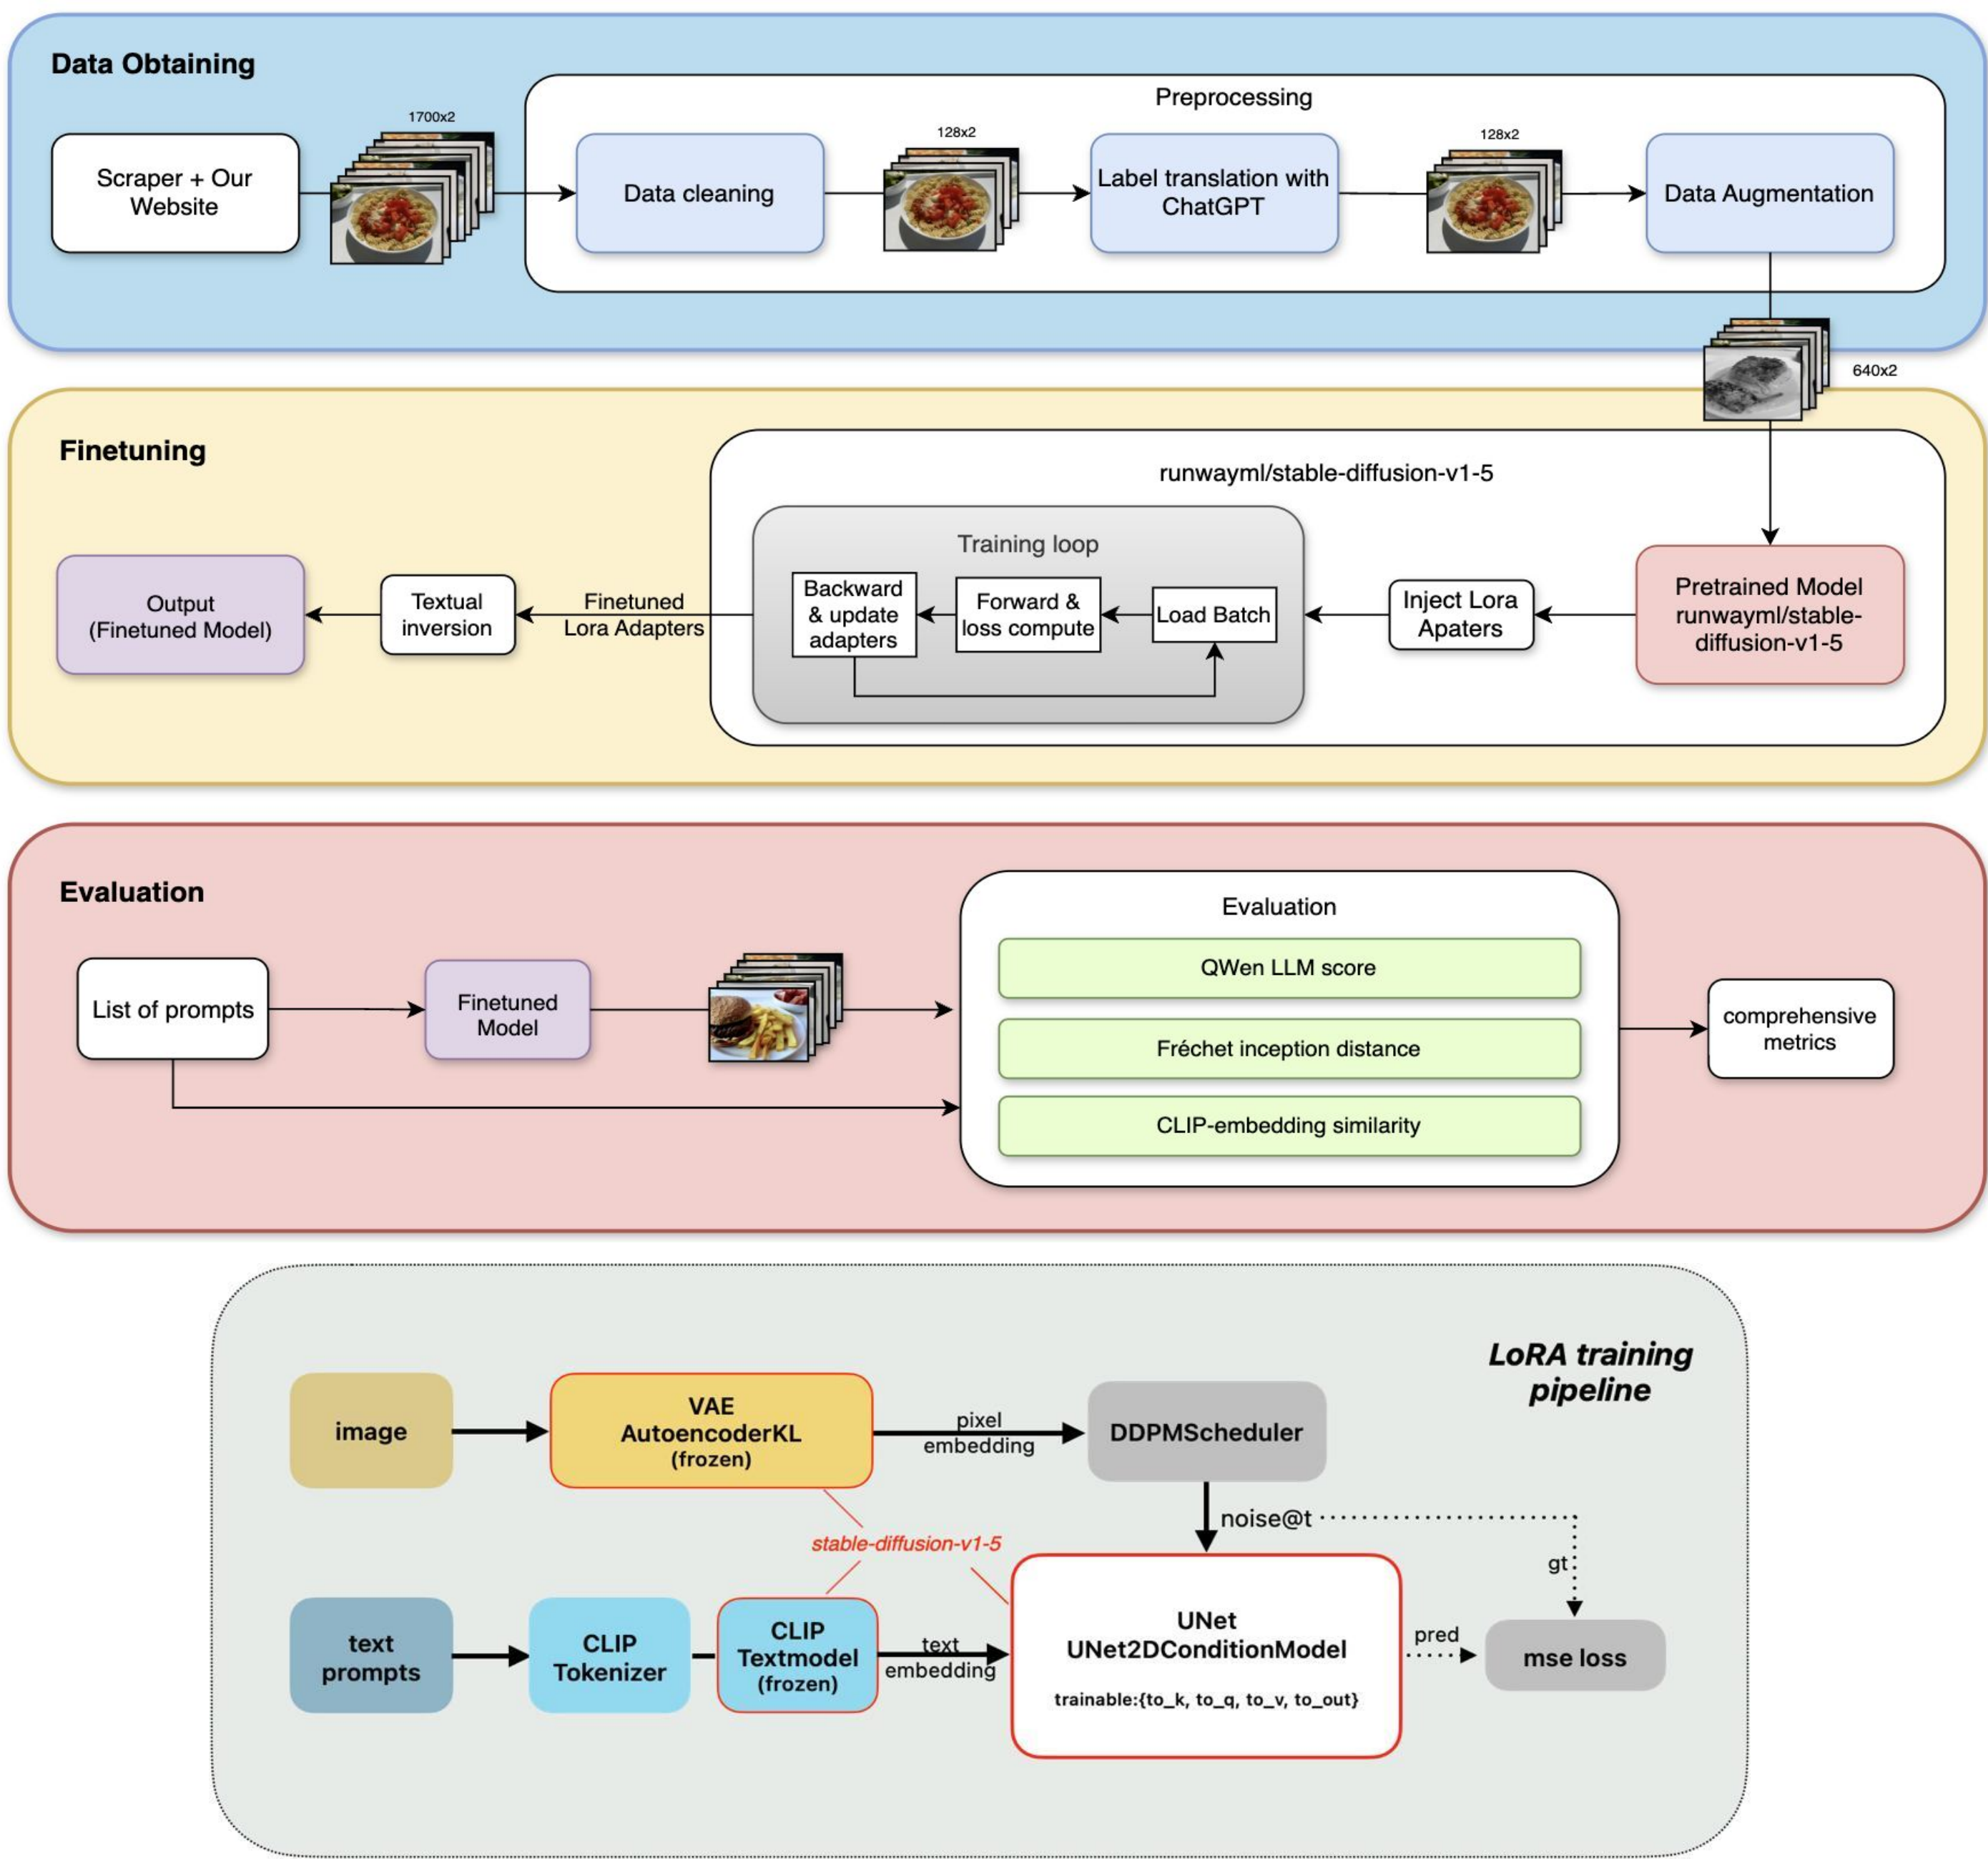 Data Obtaining
Preprocessing
1700x2
Scraper + Our
Website
Data cleaning
128x2
Label translation with
ChatGPT
128x2
Data Augmentation
640x2
Finetuning
runwayml/stable-diffusion-v1-5
Training loop
Output
(Finetuned Model)
Textual
inversion
Finetuned
Lora Adapters
Backward
& update
adapters
Forward &
loss compute
Load Batch
Inject Lora
Apaters
Pretrained Model
runwayml/stable-
diffusion-v1-5
Evaluation
Evaluation
List of prompts
Finetuned
Model
QWen LLM score
Fréchet inception distance
CLIP-embedding similarity
comprehensive
metrics
LoRA training
pipeline
image
VAE
AutoencoderKL
(frozen)
pixel
embedding
DDPMScheduler
noise@t
gt
stable-diffusion-v1-5
text
prompts
CLIP
Tokenizer
CLIP
Textmodel
(frozen)
text
embedding
UNet
UNet2DConditionModel
trainable:{to_k, to_q, to_v, to_out}
pred
mse loss